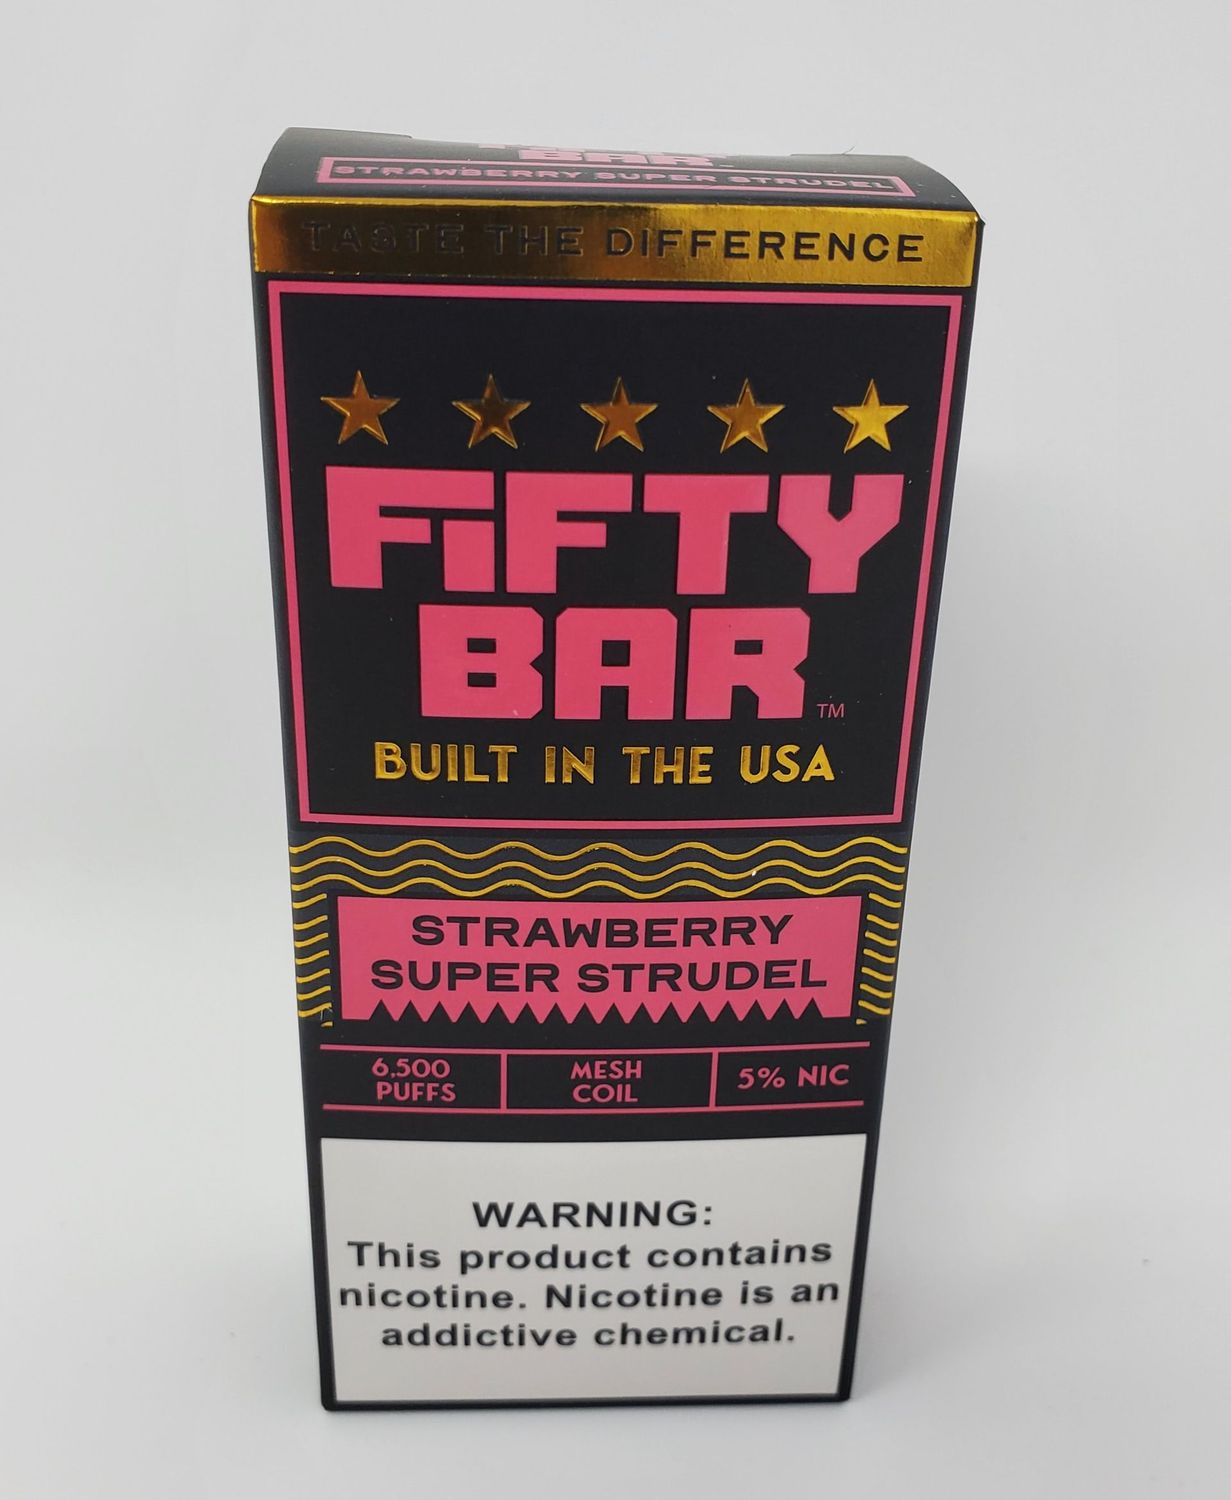 BAR
STRAWBERRY SUPER STRUDEL
TASTE THE DIFFERENCE
FiFTY
BAR™
BUILT IN THE USA
STRAWBERRY
SUPER STRUDEL
6,500
PUFFS
MESH
COIL
5% NIC
WARNING:
This product contains
nicotine. Nicotine is an
addictive chemical.